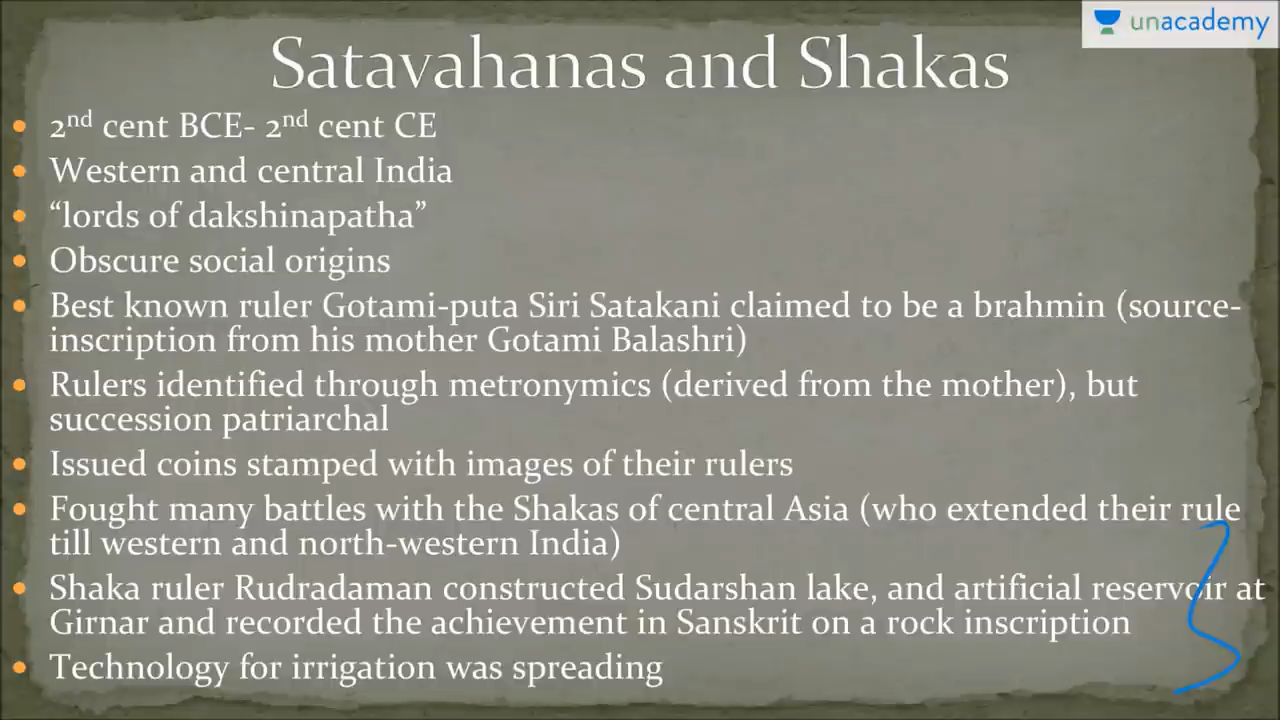 unacademy
Satavahanas and Shakas
2nd cent BCE- 2nd cent CE
Western and central India
“lords of dakshinapatha”
Obscure social origins
Best known ruler Gotami-puta Siri Satakani claimed to be a brahmin (source-
inscription from his mother Gotami Balashri)
Rulers identified through metronymics (derived from the mother), but
succession patriarchal
Issued coins stamped with images of their rulers
Fought many battles with the Shakas of central Asia (who extended their rule
till western and north-western India)
Shaka ruler Rudradaman constructed Sudarshan lake, and artificial reservoir at
Girnar and recorded the achievement in Sanskrit on a rock inscription
Technology for irrigation was spreading